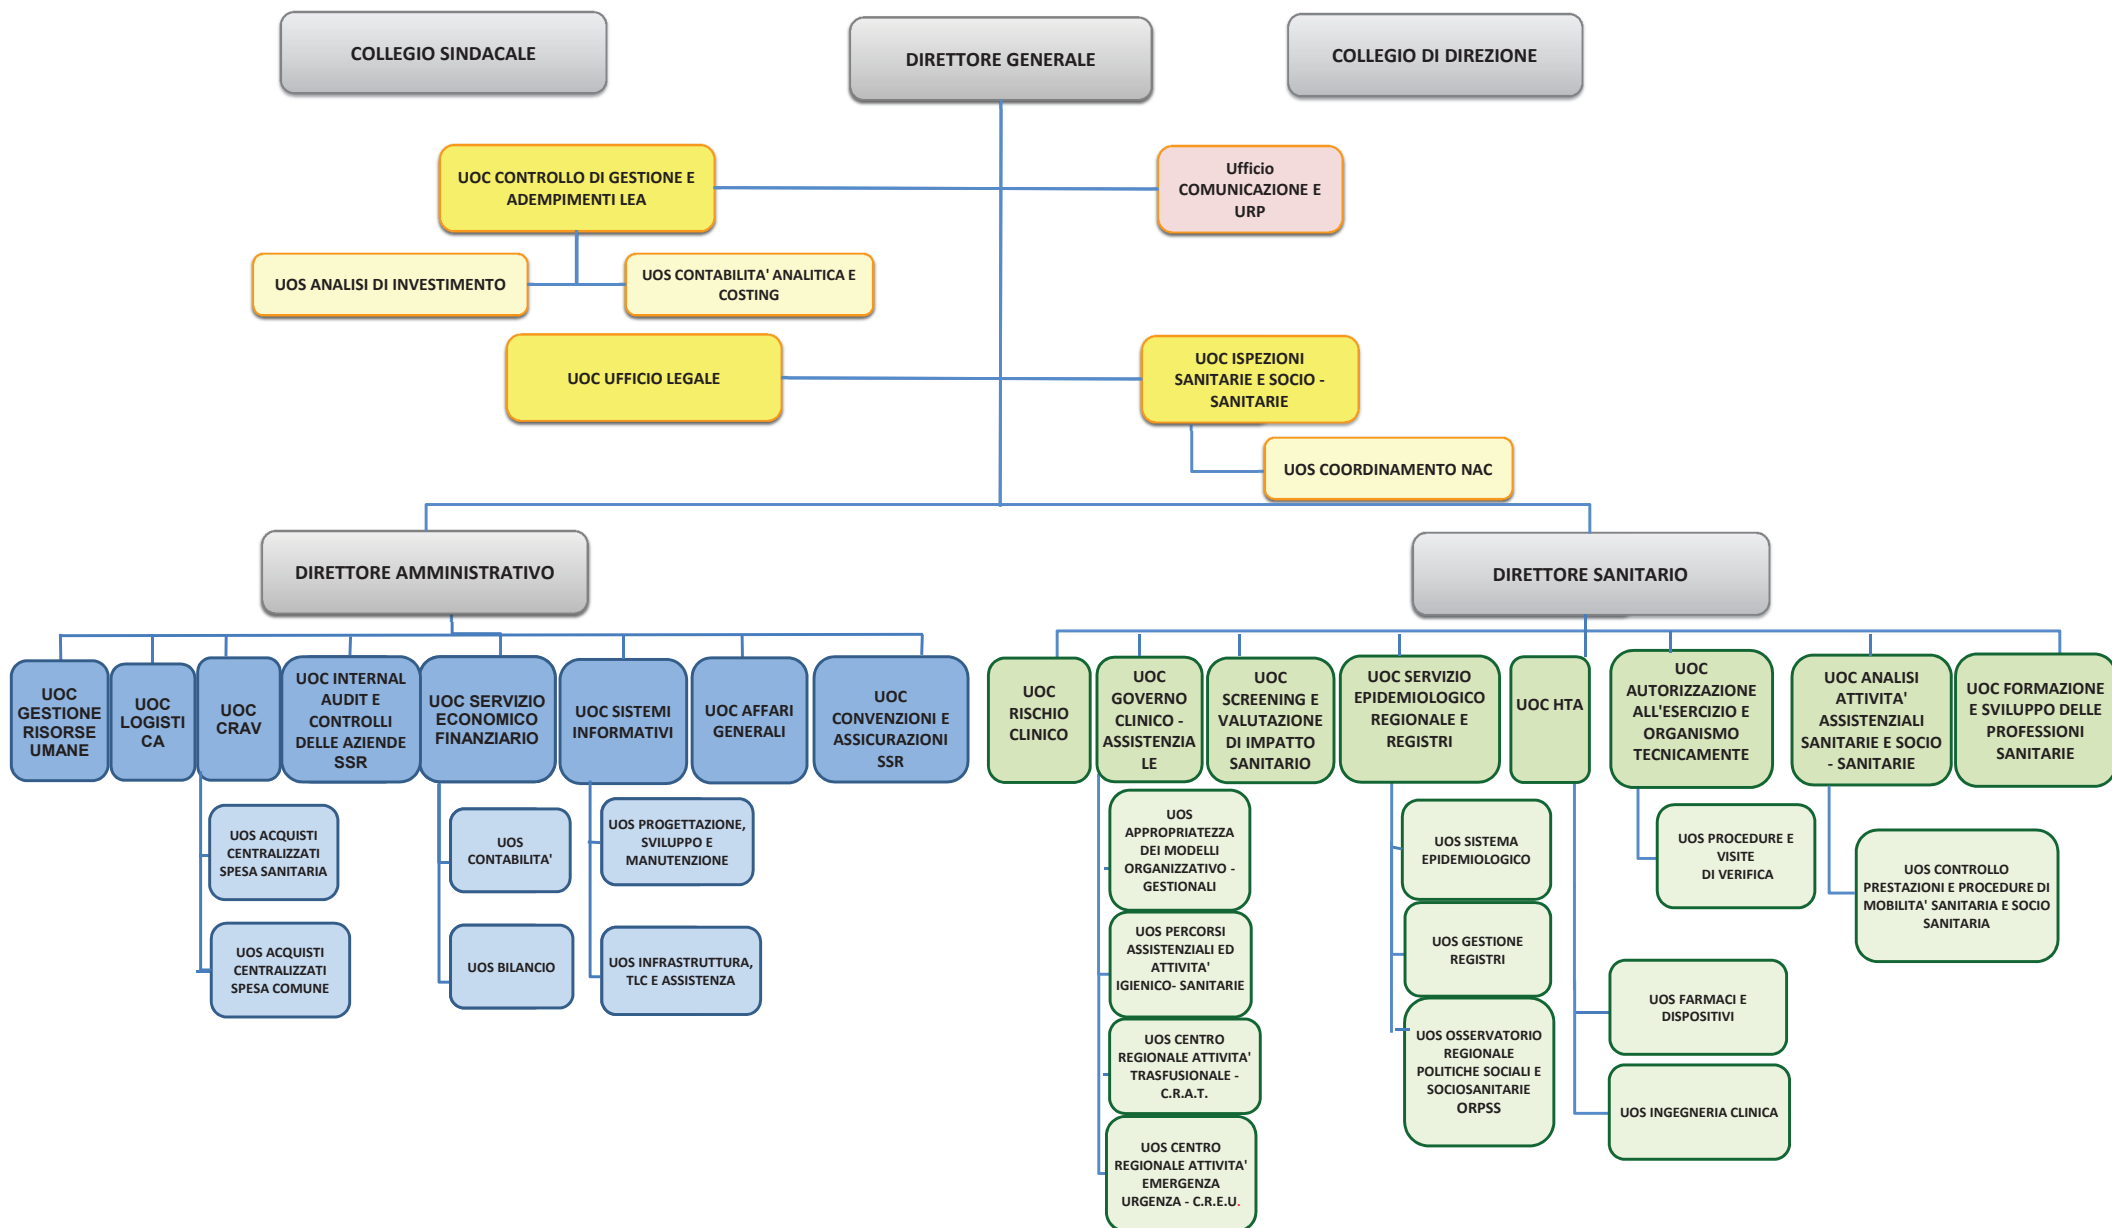 COLLEGIO SINDACALE
DIRETTORE GENERALE
COLLEGIO DI DIREZIONE
UOC CONTROLLO DI GESTIONE E
ADEMPIMENTI LEA
Ufficio
COMUNICAZIONE E
URP
UOS ANALISI DI INVESTIMENTO
UOS CONTABILITA' ANALITICA E
COSTING
UOC UFFICIO LEGALE
UOC ISPEZIONI
SANITARIE E SOCIO -
SANITARIE
UOS COORDINAMENTO NAC
DIRETTORE AMMINISTRATIVO
DIRETTORE SANITARIO
UOC
GESTIONE
RISORSE
UMANE
UOC
LOGISTI
CA
UOC
CRAV
UOC INTERNAL
AUDIT E
CONTROLLI
DELLE AZIENDE
SSR
UOC SERVIZIO
ECONOMICO
FINANZIARIO
UOC SISTEMI
INFORMATIVI
UOC AFFARI
GENERALI
UOC
CONVENZIONI E
ASSICURAZIONI
SSR
UOC
RISCHIO
CLINICO
UOC
GOVERNO
CLINICO -
ASSISTENZIA
LE
UOC
SCREENING E
VALUTAZIONE
DI IMPATTO
SANITARIO
UOC SERVIZIO
EPIDEMIOLOGICO
REGIONALE E
REGISTRI
UOC HTA
UOC
AUTORIZZAZIONE
ALL'ESERCIZIO E
ORGANISMO
TECNICAMENTE
UOC ANALISI
ATTIVITA'
ASSISTENZIALI
SANITARIE E SOCIO
- SANITARIE
UOC FORMAZIONE
E SVILUPPO DELLE
PROFESSIONI
SANITARIE
UOS ACQUISTI
CENTRALIZZATI
SPESA SANITARIA
UOS ACQUISTI
CENTRALIZZATI
SPESA COMUNE
UOS
CONTABILITA'
UOS BILANCIO
UOS PROGETTAZIONE,
SVILUPPO E
MANUTENZIONE
UOS INFRASTRUTTURA,
TLC E ASSISTENZA
UOS
APPROPRIATEZZA
DEI MODELLI
ORGANIZZATIVO -
GESTIONALI
UOS PERCORSI
ASSISTENZIALI ED
ATTIVITA'
IGIENICO- SANITARIE
UOS CENTRO
REGIONALE ATTIVITA'
TRASFUSIONALE -
C.R.A.T.
UOS CENTRO
REGIONALE ATTIVITA'
EMERGENZA
URGENZA - C.R.E.U.
UOS SISTEMA
EPIDEMIOLOGICO
UOS GESTIONE
REGISTRI
UOS OSSERVATORIO
REGIONALE
POLITICHE SOCIALI E
SOCIOSANITARIE
ORPSS
UOS FARMACI E
DISPOSITIVI
UOS INGEGNERIA CLINICA
UOS PROCEDURE E
VISITE
DI VERIFICA
UOS CONTROLLO
PRESTAZIONI E PROCEDURE DI
MOBILITA' SANITARIA E SOCIO
SANITARIA